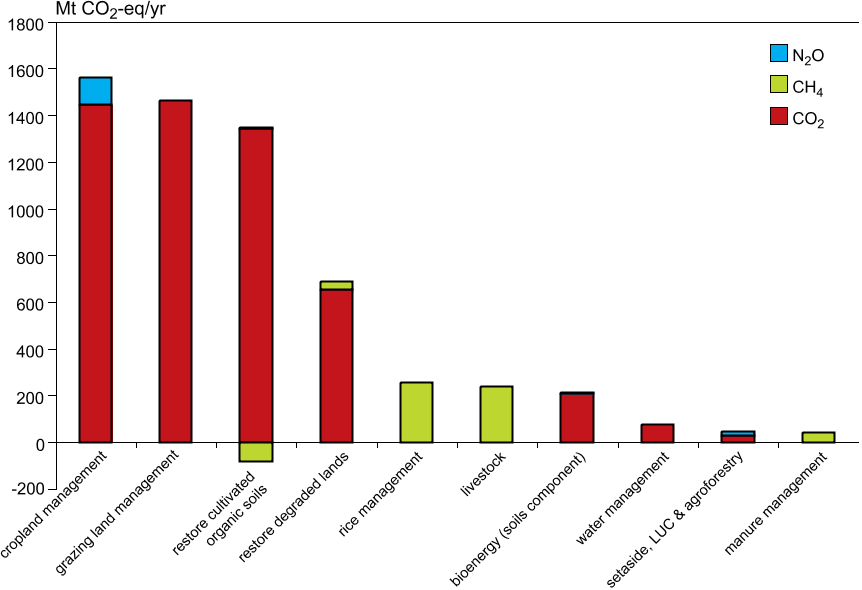 Mt CO₂-eq/yr
1800
1600
1400
1200
1000
800
600
400
200
0
-200
N₂O
CH₄
CO₂
cropland management
grazing land management
restore cultivated
organic soils
restore degraded lands
rice management
livestock
bioenergy (soils component)
water management
setaside, LUC & agroforestry
manure management